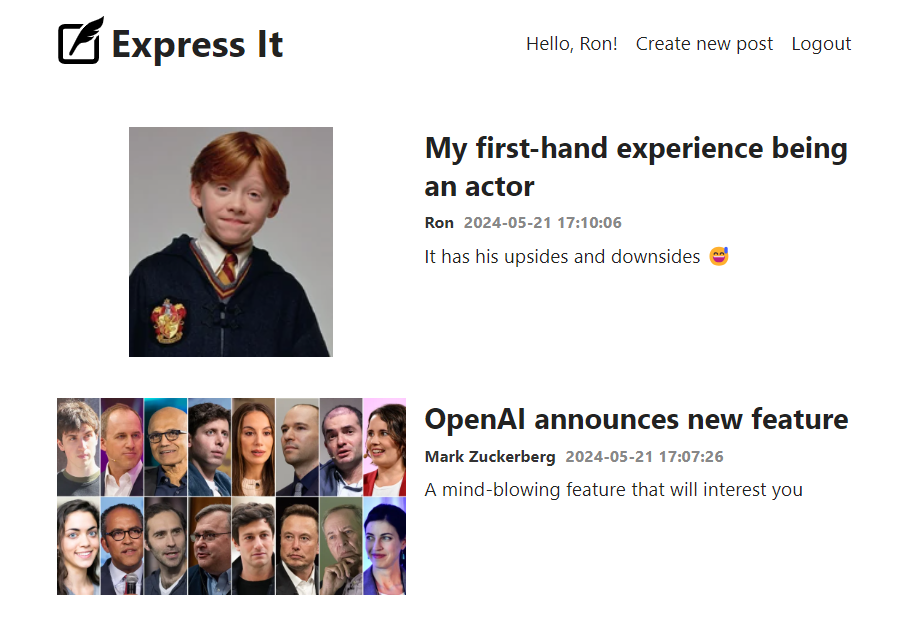 Express It
Hello, Ron! Create new post Logout
My first-hand experience being
an actor
Ron 2024-05-21 17:10:06
It has his upsides and downsides 😅
OpenAI announces new feature
Mark Zuckerberg 2024-05-21 17:07:26
A mind-blowing feature that will interest you